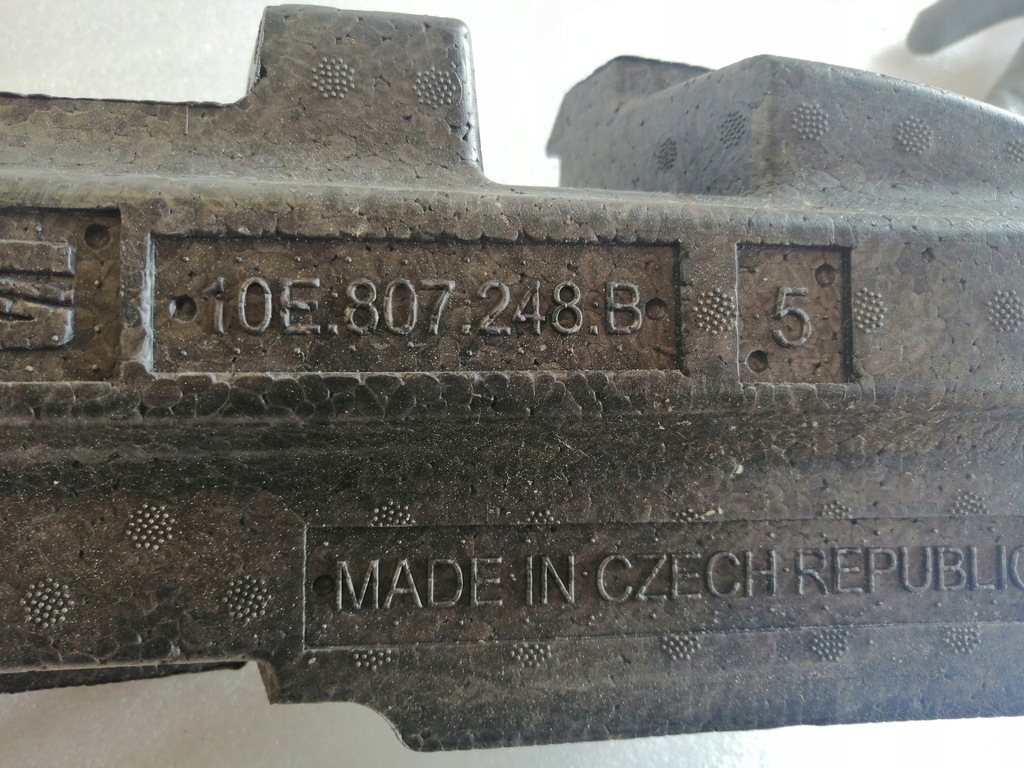 10E.807.248.B
5
MADE IN CZECH REPUBLIC